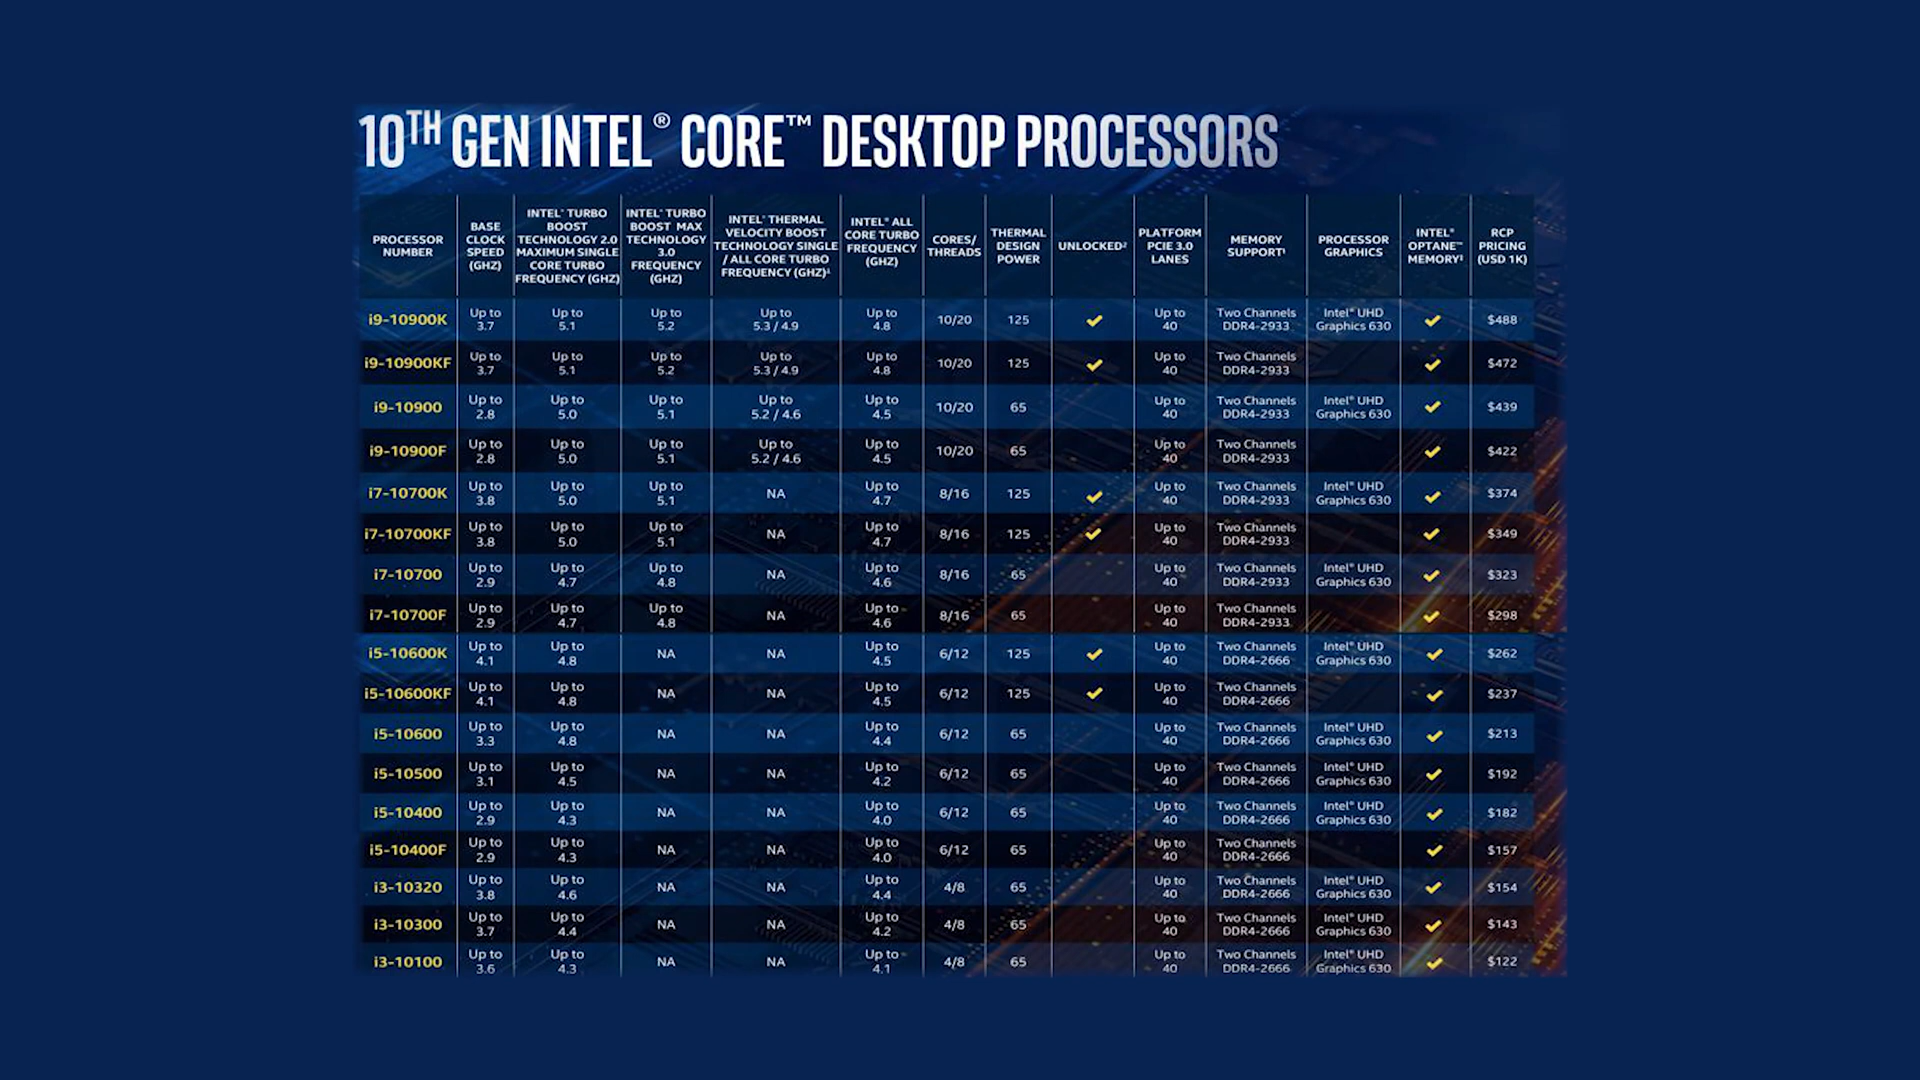 10TH GEN INTEL® CORE™ DESKTOP PROCESSORS
PROCESSOR NUMBER | BASE CLOCK SPEED (GHZ) | INTEL® TURBO BOOST TECHNOLOGY 2.0 MAXIMUM SINGLE CORE TURBO FREQUENCY (GHZ) | INTEL® TURBO BOOST MAX TECHNOLOGY 3.0 FREQUENCY (GHZ) | INTEL® THERMAL VELOCITY BOOST TECHNOLOGY SINGLE / ALL CORE TURBO FREQUENCY (GHZ)¹ | INTEL® ALL CORE TURBO FREQUENCY (GHZ) | CORES/THREADS | THERMAL DESIGN POWER | UNLOCKED² | PLATFORM PCIE 3.0 LANES | MEMORY SUPPORT¹ | PROCESSOR GRAPHICS | INTEL® OPTANE™ MEMORY³ | RCP PRICING (USD 1K)
i9-10900K Up to 3.7 Up to 5.1 Up to 5.2 Up to 5.3 / 4.9 Up to 4.8 10/20 125 ✓ Up to 40 Two Channels DDR4-2933 Intel® UHD Graphics 630 ✓ $488
i9-10900KF Up to 3.7 Up to 5.1 Up to 5.2 Up to 5.3 / 4.9 Up to 4.8 10/20 125 ✓ Up to 40 Two Channels DDR4-2933 ✓ $472
i9-10900 Up to 2.8 Up to 5.0 Up to 5.1 Up to 5.2 / 4.6 Up to 4.5 10/20 65 Up to 40 Two Channels DDR4-2933 Intel® UHD Graphics 630 ✓ $439
i9-10900F Up to 2.8 Up to 5.0 Up to 5.1 Up to 5.2 / 4.6 Up to 4.5 10/20 65 Up to 40 Two Channels DDR4-2933 ✓ $422
i7-10700K Up to 3.8 Up to 5.0 Up to 5.1 NA Up to 4.7 8/16 125 ✓ Up to 40 Two Channels DDR4-2933 Intel® UHD Graphics 630 ✓ $374
i7-10700KF Up to 3.8 Up to 5.0 Up to 5.1 NA Up to 4.7 8/16 125 ✓ Up to 40 Two Channels DDR4-2933 ✓ $349
i7-10700 Up to 2.9 Up to 4.7 Up to 4.8 NA Up to 4.6 8/16 65 Up to 40 Two Channels DDR4-2933 Intel® UHD Graphics 630 ✓ $323
i7-10700F Up to 2.9 Up to 4.7 Up to 4.8 NA Up to 4.6 8/16 65 Up to 40 Two Channels DDR4-2933 ✓ $298
i5-10600K Up to 4.1 Up to 4.8 NA NA Up to 4.5 6/12 125 ✓ Up to 40 Two Channels DDR4-2666 Intel® UHD Graphics 630 ✓ $262
i5-10600KF Up to 4.1 Up to 4.8 NA NA Up to 4.5 6/12 125 ✓ Up to 40 Two Channels DDR4-2666 ✓ $237
i5-10600 Up to 3.3 Up to 4.8 NA NA Up to 4.4 6/12 65 Up to 40 Two Channels DDR4-2666 Intel® UHD Graphics 630 ✓ $213
i5-10500 Up to 3.1 Up to 4.5 NA NA Up to 4.2 6/12 65 Up to 40 Two Channels DDR4-2666 Intel® UHD Graphics 630 ✓ $192
i5-10400 Up to 2.9 Up to 4.3 NA NA Up to 4.0 6/12 65 Up to 40 Two Channels DDR4-2666 Intel® UHD Graphics 630 ✓ $182
i5-10400F Up to 2.9 Up to 4.3 NA NA Up to 4.0 6/12 65 Up to 40 Two Channels DDR4-2666 ✓ $157
i3-10320 Up to 3.8 Up to 4.6 NA NA Up to 4.4 4/8 65 Up to 40 Two Channels DDR4-2666 Intel® UHD Graphics 630 ✓ $154
i3-10300 Up to 3.7 Up to 4.4 NA NA Up to 4.2 4/8 65 Up to 40 Two Channels DDR4-2666 Intel® UHD Graphics 630 ✓ $143
i3-10100 Up to 3.6 Up to 4.3 NA NA Up to 4.1 4/8 65 Up to 40 Two Channels DDR4-2666 Intel® UHD Graphics 630 ✓ $122